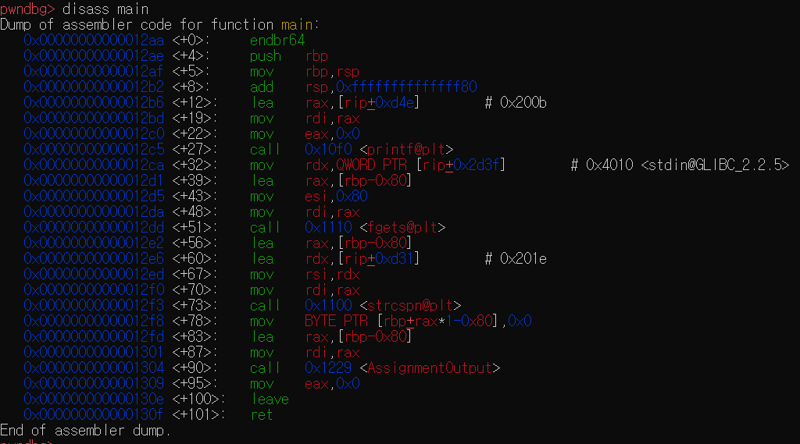 pwndbg> disass main
Dump of assembler code for function main:
0x00000000000012aa <+0>: endbr64
0x00000000000012ae <+4>: push rbp
0x00000000000012af <+5>: mov rbp,rsp
0x00000000000012b2 <+8>: add rsp,0xffffffffffffff80
0x00000000000012b6 <+12>: lea rax,[rip+0xd4e] # 0x200b
0x00000000000012bd <+19>: mov rdi,rax
0x00000000000012c0 <+22>: mov eax,0x0
0x00000000000012c5 <+27>: call 0x10f0 <printf@plt>
0x00000000000012ca <+32>: mov rdx,QWORD PTR [rip+0x2d3f] # 0x4010 <stdin@GLIBC_2.2.5>
0x00000000000012d1 <+39>: lea rax,[rbp-0x80]
0x00000000000012d5 <+43>: mov esi,0x80
0x00000000000012da <+48>: mov rdi,rax
0x00000000000012dd <+51>: call 0x1110 <fgets@plt>
0x00000000000012e2 <+56>: lea rax,[rbp-0x80]
0x00000000000012e6 <+60>: lea rdx,[rip+0xd31] # 0x201e
0x00000000000012ed <+67>: mov rsi,rdx
0x00000000000012f0 <+70>: mov rdi,rax
0x00000000000012f3 <+73>: call 0x1100 <strcspn@plt>
0x00000000000012f8 <+78>: mov BYTE PTR [rbp+rax*1-0x80],0x0
0x00000000000012fd <+83>: lea rax,[rbp-0x80]
0x0000000000001301 <+87>: mov rdi,rax
0x0000000000001304 <+90>: call 0x1229 <AssignmentOutput>
0x0000000000001309 <+95>: mov eax,0x0
0x000000000000130e <+100>: leave
0x000000000000130f <+101>: ret
End of assembler dump.
pwndbg>